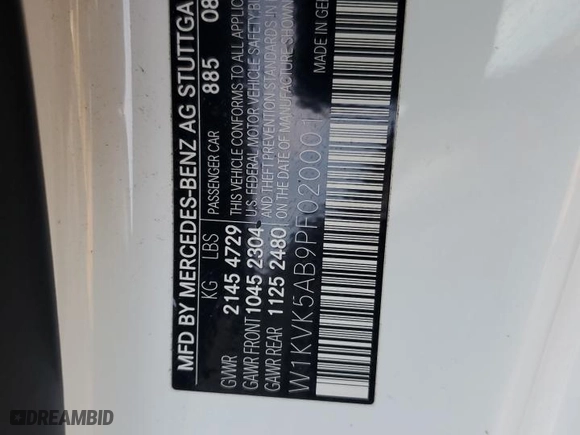 MFD BY MERCEDES-BENZ AG STUTTGA 08
KG LBS PASSENGER CAR 885
GVWR 2145 4729
GAWR FRONT 1045 2304
GAWR REAR 1125 2480
THIS VEHICLE CONFORMS TO ALL APPLIC
U.S. FEDERAL MOTOR VEHICLE SAFETY BU
AND THEFT PREVENTION STANDARDS IN
ON THE DATE OF MANUFACTURE SHOWN
W1KVK5AB9PF020001
MADE IN GE
DREAMBID